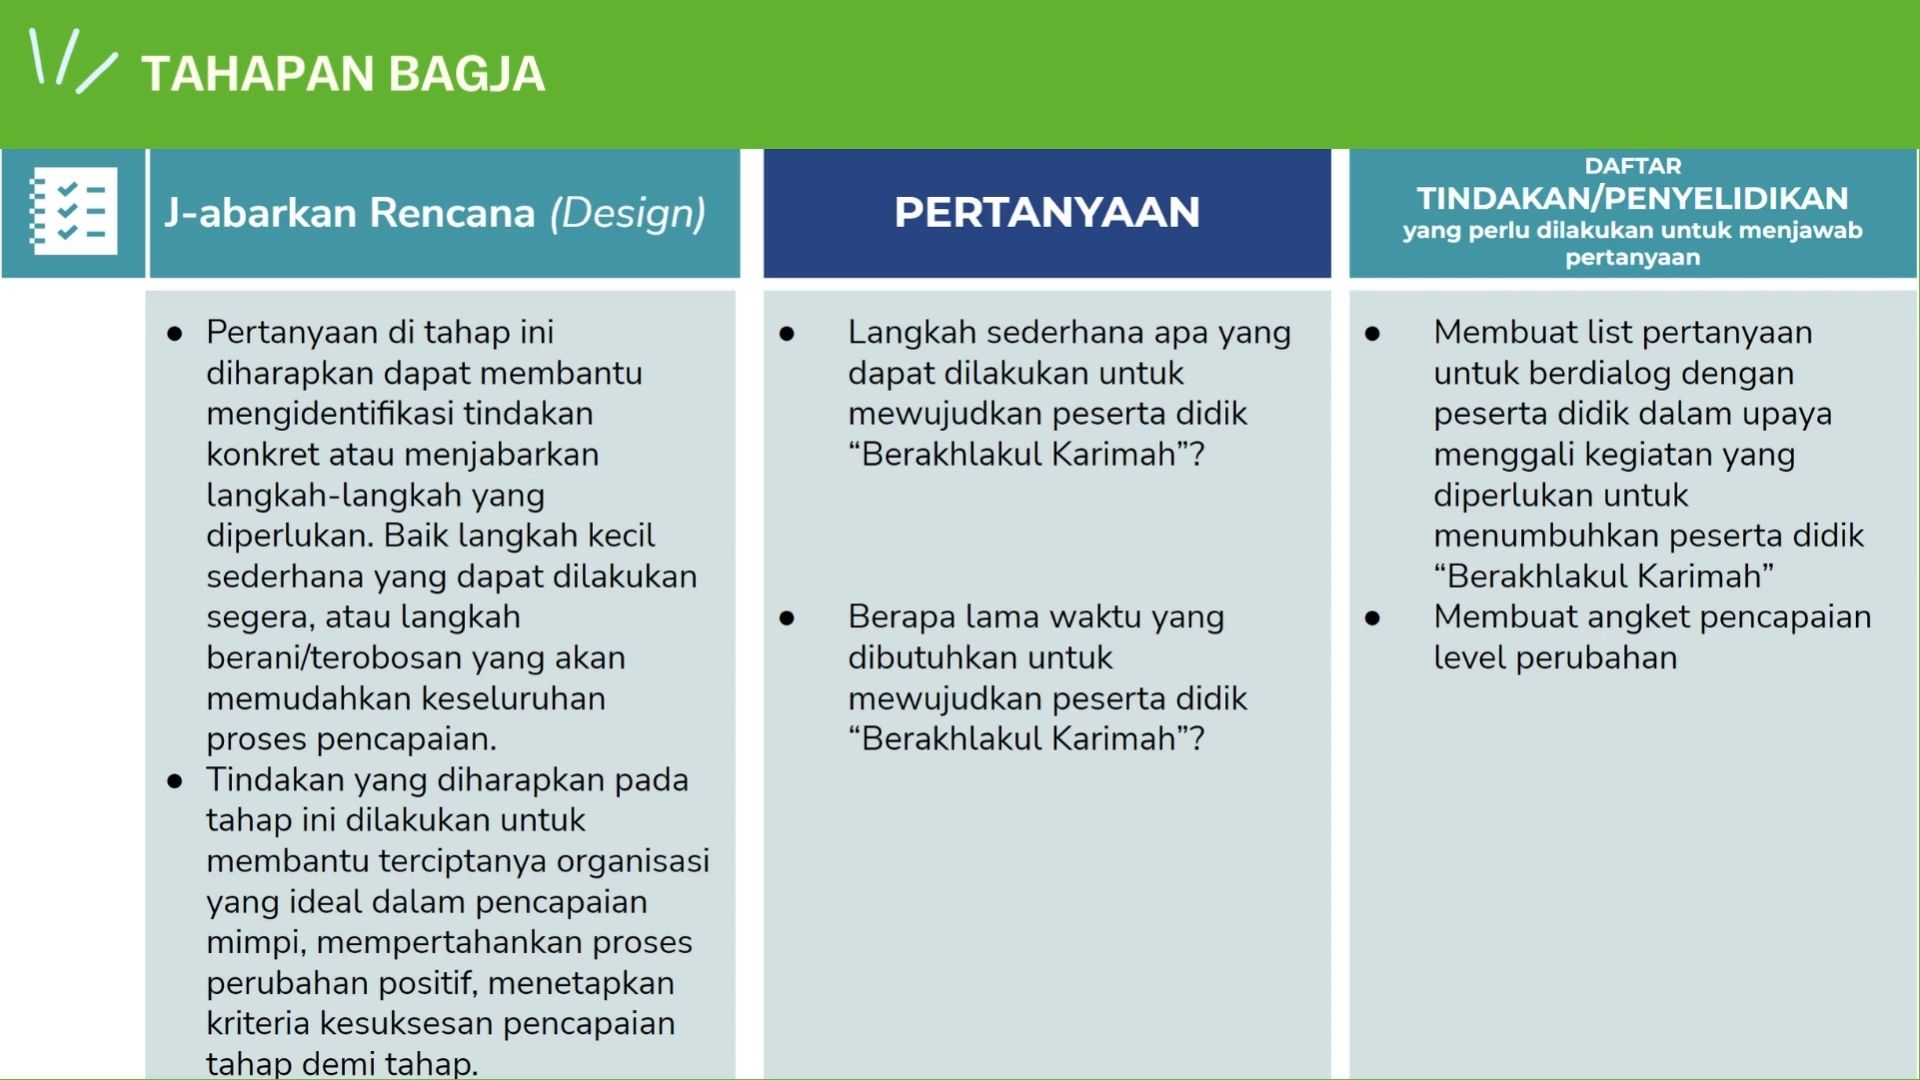 TAHAPAN BAGJA
J-abarkan Rencana (Design)
PERTANYAAN
DAFTAR
TINDAKAN/PENYELIDIKAN
yang perlu dilakukan untuk menjawab
pertanyaan
● Pertanyaan di tahap ini
diharapkan dapat membantu
mengidentifikasi tindakan
konkret atau menjabarkan
langkah-langkah yang
diperlukan. Baik langkah kecil
sederhana yang dapat dilakukan
segera, atau langkah
berani/terobosan yang akan
memudahkan keseluruhan
proses pencapaian.
● Tindakan yang diharapkan pada
tahap ini dilakukan untuk
membantu terciptanya organisasi
yang ideal dalam pencapaian
mimpi, mempertahankan proses
perubahan positif, menetapkan
kriteria kesuksesan pencapaian
tahap demi tahap.
● Langkah sederhana apa yang
dapat dilakukan untuk
mewujudkan peserta didik
“Berakhlakul Karimah”?
● Berapa lama waktu yang
dibutuhkan untuk
mewujudkan peserta didik
“Berakhlakul Karimah”?
● Membuat list pertanyaan
untuk berdialog dengan
peserta didik dalam upaya
menggali kegiatan yang
diperlukan untuk
menumbuhkan peserta didik
“Berakhlakul Karimah”
● Membuat angket pencapaian
level perubahan